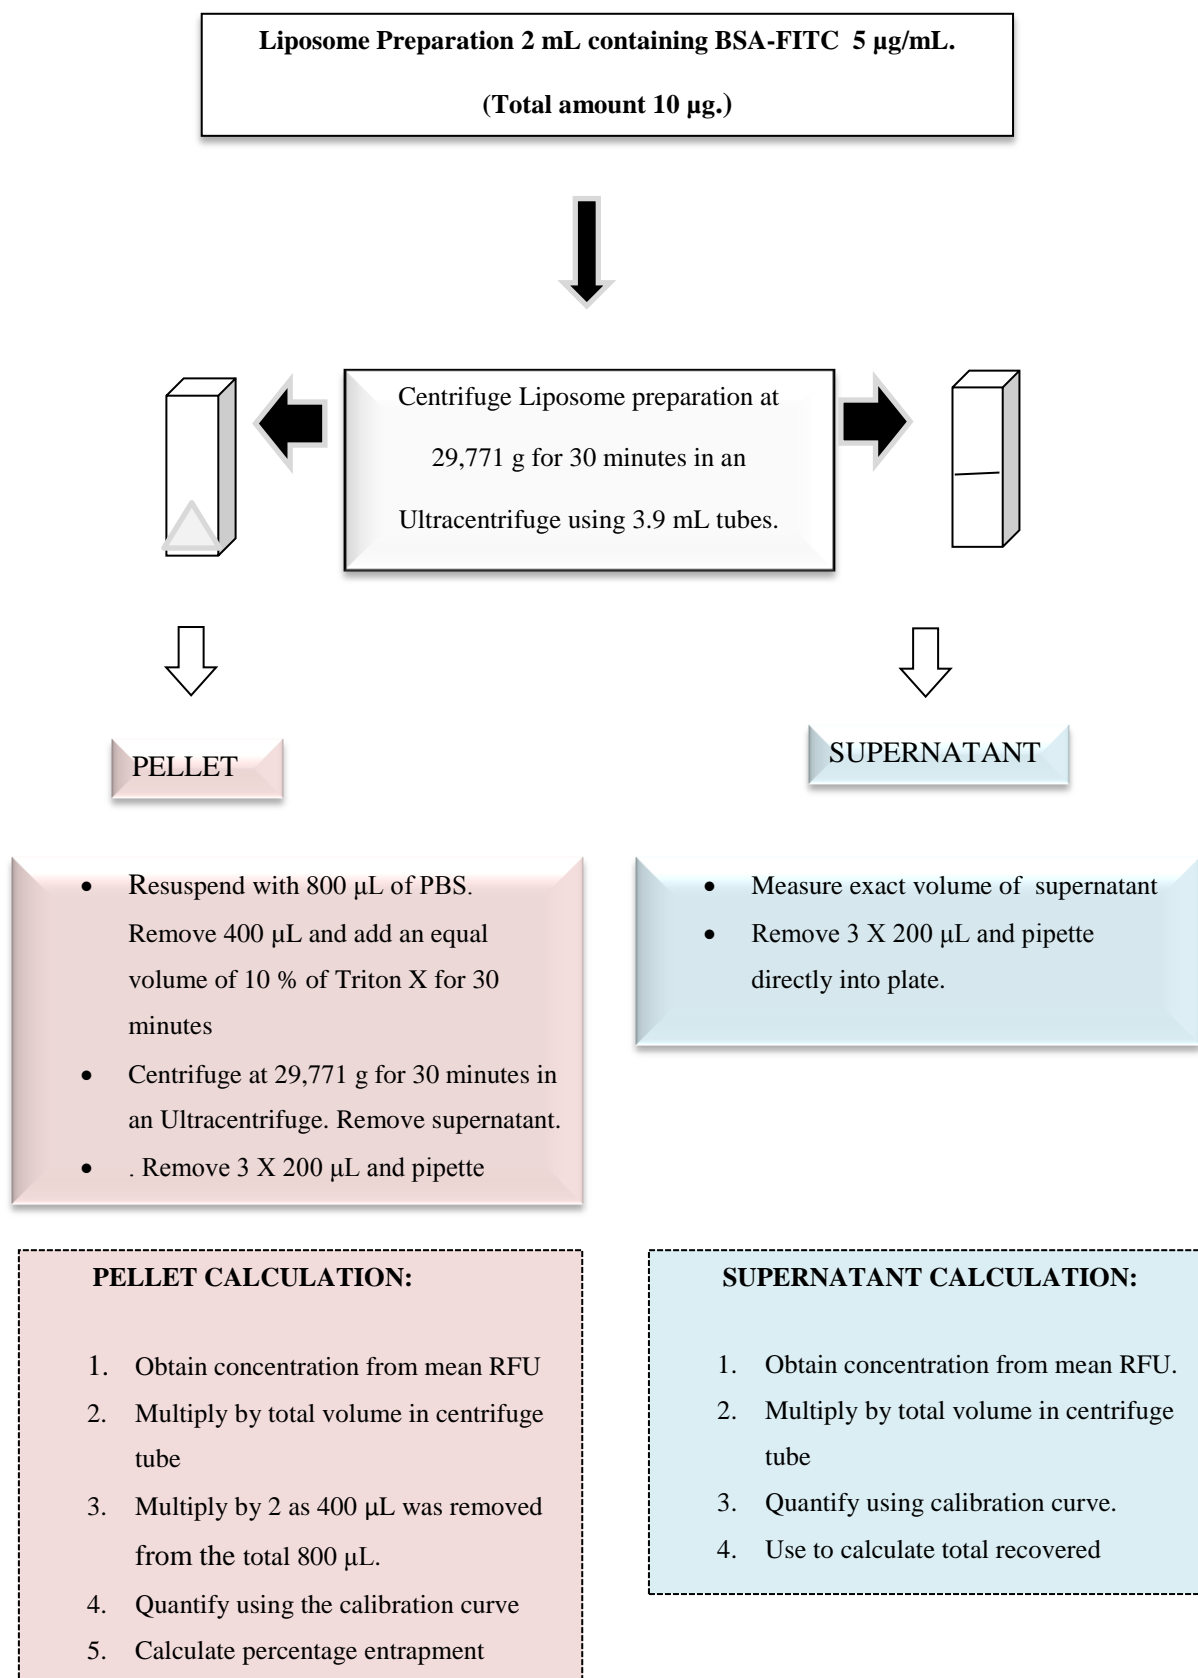 Liposome Preparation 2 mL containing BSA-FITC 5 µg/mL.
(Total amount 10 µg.)
Centrifuge Liposome preparation at
29,771 g for 30 minutes in an
Ultracentrifuge using 3.9 mL tubes.
PELLET
SUPERNATANT
• Resuspend with 800 µL of PBS.
Remove 400 µL and add an equal
volume of 10 % of Triton X for 30
minutes
• Centrifuge at 29,771 g for 30 minutes in
an Ultracentrifuge. Remove supernatant.
• . Remove 3 X 200 µL and pipette
• Measure exact volume of supernatant
• Remove 3 X 200 µL and pipette
directly into plate.
PELLET CALCULATION:
1. Obtain concentration from mean RFU
2. Multiply by total volume in centrifuge
tube
3. Multiply by 2 as 400 µL was removed
from the total 800 µL.
4. Quantify using the calibration curve
5. Calculate percentage entrapment
SUPERNATANT CALCULATION:
1. Obtain concentration from mean RFU.
2. Multiply by total volume in centrifuge
tube
3. Quantify using calibration curve.
4. Use to calculate total recovered